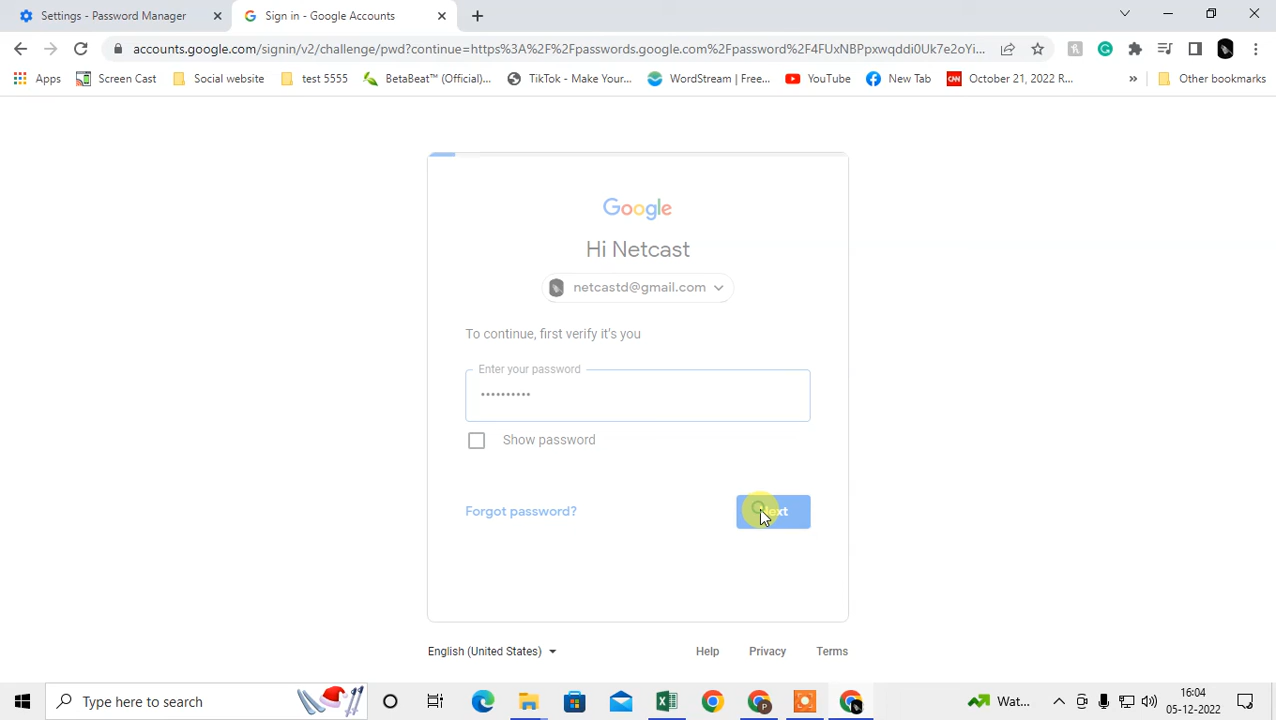 Settings - Password Manager
Sign in - Google Accounts
accounts.google.com/signin/v2/challenge/pwd?continue=https%3A%2F%2Fpasswords.google.com%2Fpassword%2F4FUxNBPpxwqddi0Uk7e2oYi...
Apps
Screen Cast
Social website
test 5555
BetaBeat™ (Official)...
TikTok - Make Your...
WordStream | Free...
YouTube
New Tab
CNN
October 21, 2022 R...
»
Other bookmarks
Google
Hi Netcast
netcastd@gmail.com
To continue, first verify it's you
Enter your password
••••••••••
Show password
Forgot password?
Next
English (United States)
Help
Privacy
Terms
Type here to search
P
Wat...
16:04
05-12-2022